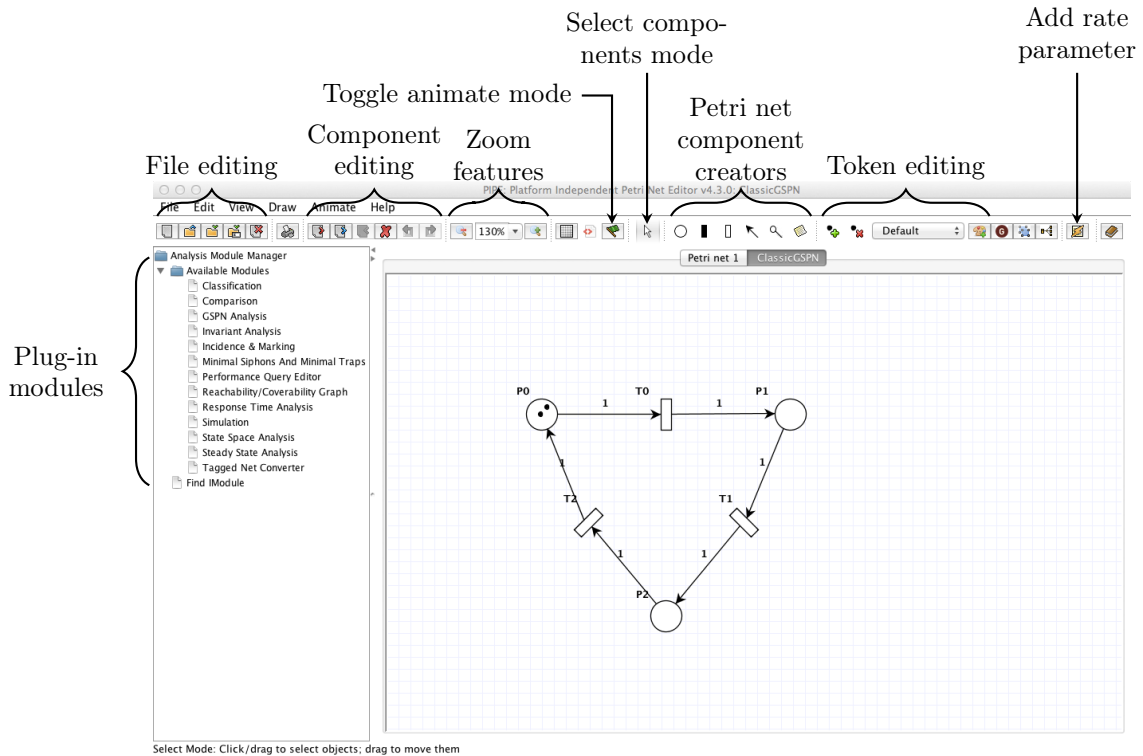 Select compo-
nents mode
Add rate
parameter
Toggle animate mode
Petri net
component
creators
Component
editing
Zoom
features
File editing
Token editing
PIPE: Platform Independent Petri Net Editor v4.3.0: ClassicGSPN
File Edit View Draw Animate Help
130%
Default
Petri net 1 ClassicGSPN
Analysis Module Manager
Available Modules
Classification
Comparison
GSPN Analysis
Invariant Analysis
Incidence & Marking
Minimal Siphons And Minimal Traps
Performance Query Editor
Reachability/Coverability Graph
Response Time Analysis
Simulation
State Space Analysis
Steady State Analysis
Tagged Net Converter
Find IModule
Plug-in
modules
P0 T0 P1
1 1
1 1
T2 T1
1 1
P2
Select Mode: Click/drag to select objects; drag to move them